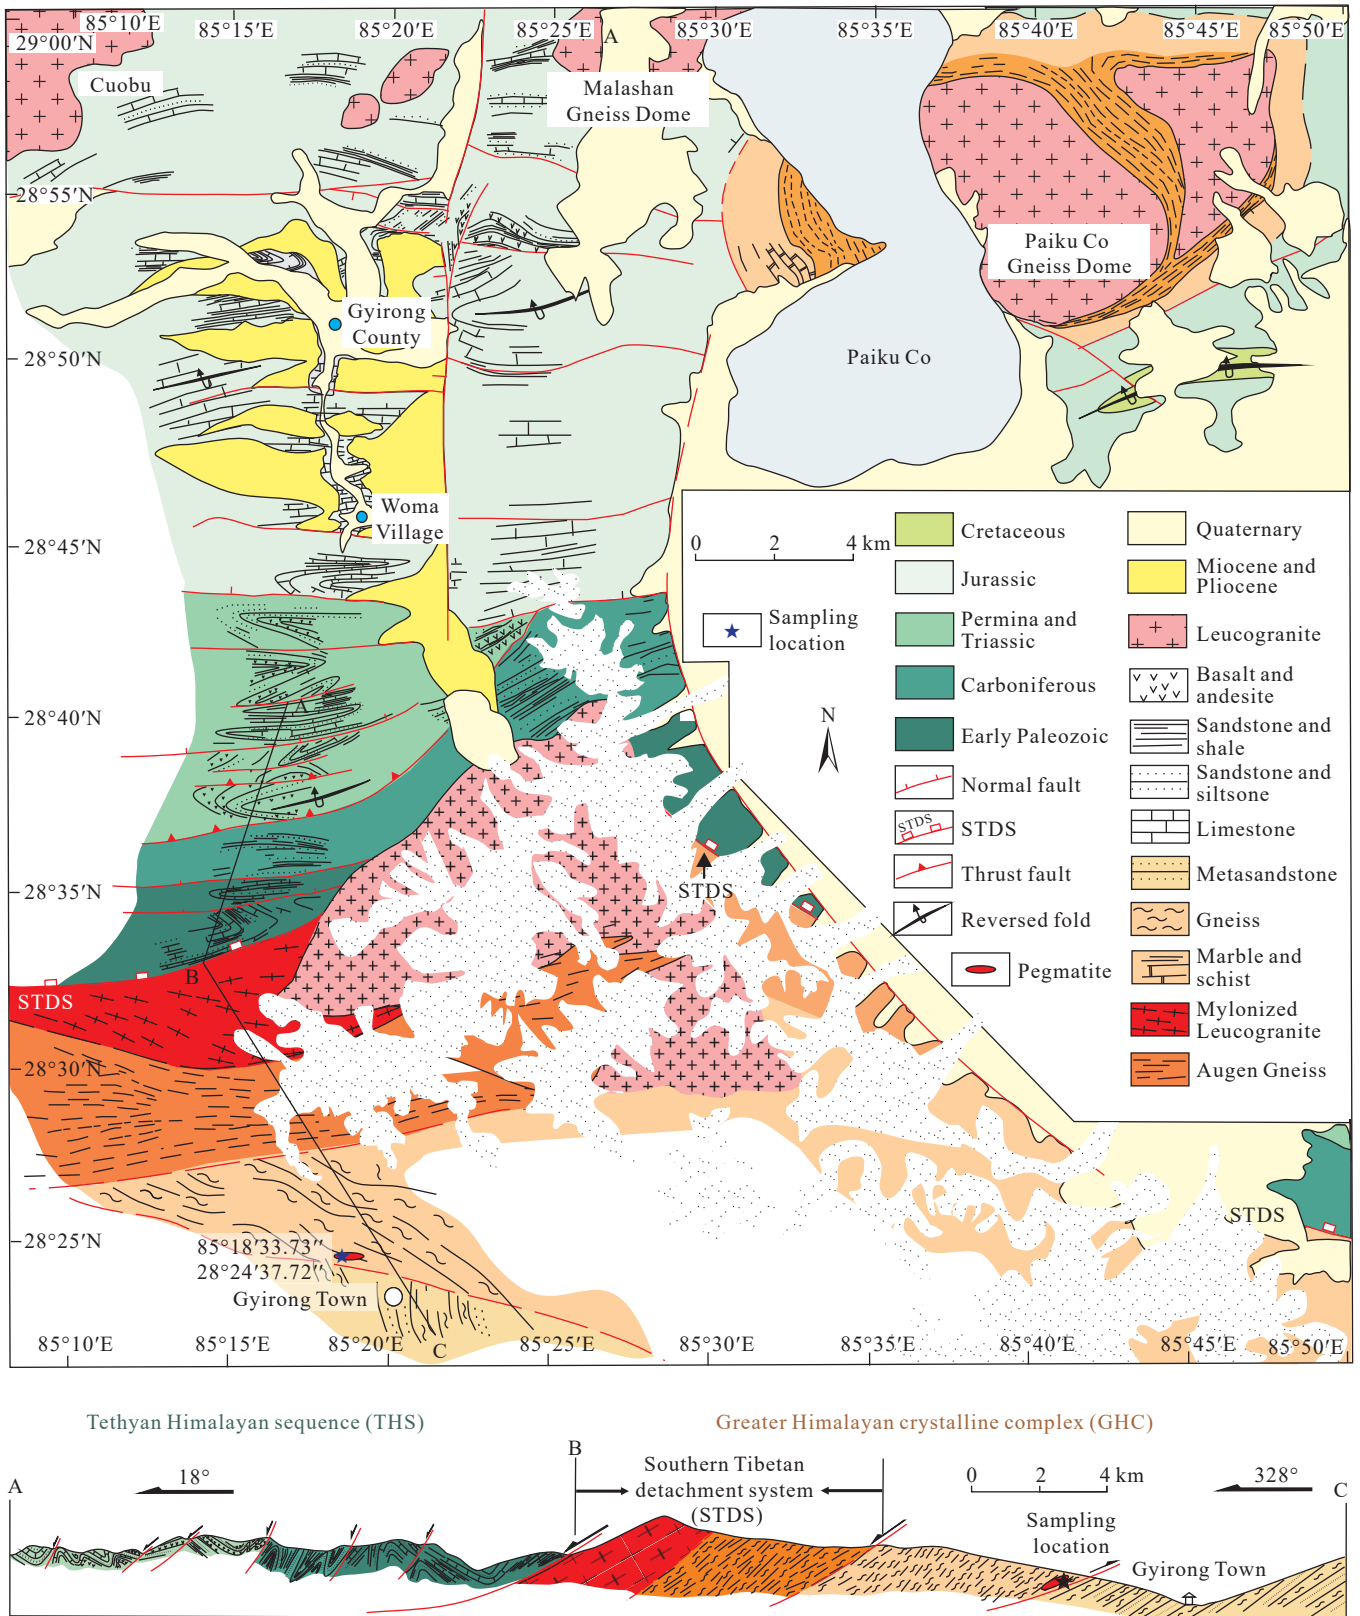 85°10′E
85°15′E
85°20′E
85°25′E
A
85°30′E
85°35′E
85°40′E
85°45′E
85°50′E
29°00′N
Cuobu
Malashan
Gneiss Dome
28°55′N
Paiku Co
Gneiss Dome
Gyirong
County
28°50′N
Paiku Co
Woma
Village
28°45′N
0
2
4 km
Sampling
location
N
Cretaceous
Jurassic
Permina and
Triassic
Carboniferous
Early Paleozoic
Normal fault
STDS
STDS
Thrust fault
Reversed fold
Pegmatite
Quaternary
Miocene and
Pliocene
Leucogranite
Basalt and
andesite
Sandstone and
shale
Sandstone and
siltsone
Limestone
Metasandstone
Gneiss
Marble and
schist
Mylonized
Leucogranite
Augen Gneiss
28°40′N
A
28°35′N
STDS
B
STDS
28°30′N
28°25′N
85°18′33.73′′
28°24′37.72′′
Gyirong Town
STDS
C
85°10′E
85°15′E
85°20′E
85°25′E
85°30′E
85°35′E
85°40′E
85°45′E
85°50′E
Tethyan Himalayan sequence (THS)
Greater Himalayan crystalline complex (GHC)
A
18°
B
Southern Tibetan
detachment system
(STDS)
0
2
4 km
328°
C
Sampling
location
Gyirong Town